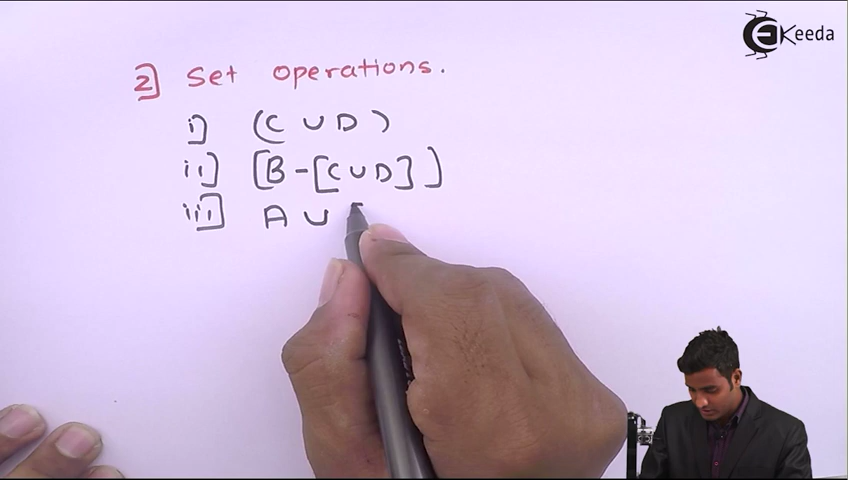 EKeeda
2] Set operations.
i] (C ∪ D)
ii] [B-[C∪D])
iii] A ∪